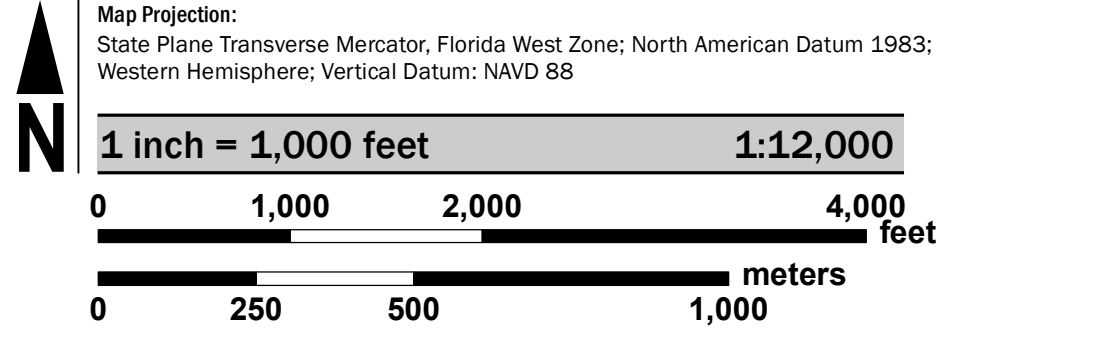 Map Projection:
State Plane Transverse Mercator, Florida West Zone; North American Datum 1983;
Western Hemisphere; Vertical Datum: NAVD 88
N
1 inch = 1,000 feet 1:12,000
0 1,000 2,000 4,000
feet
meters
0 250 500 1,000